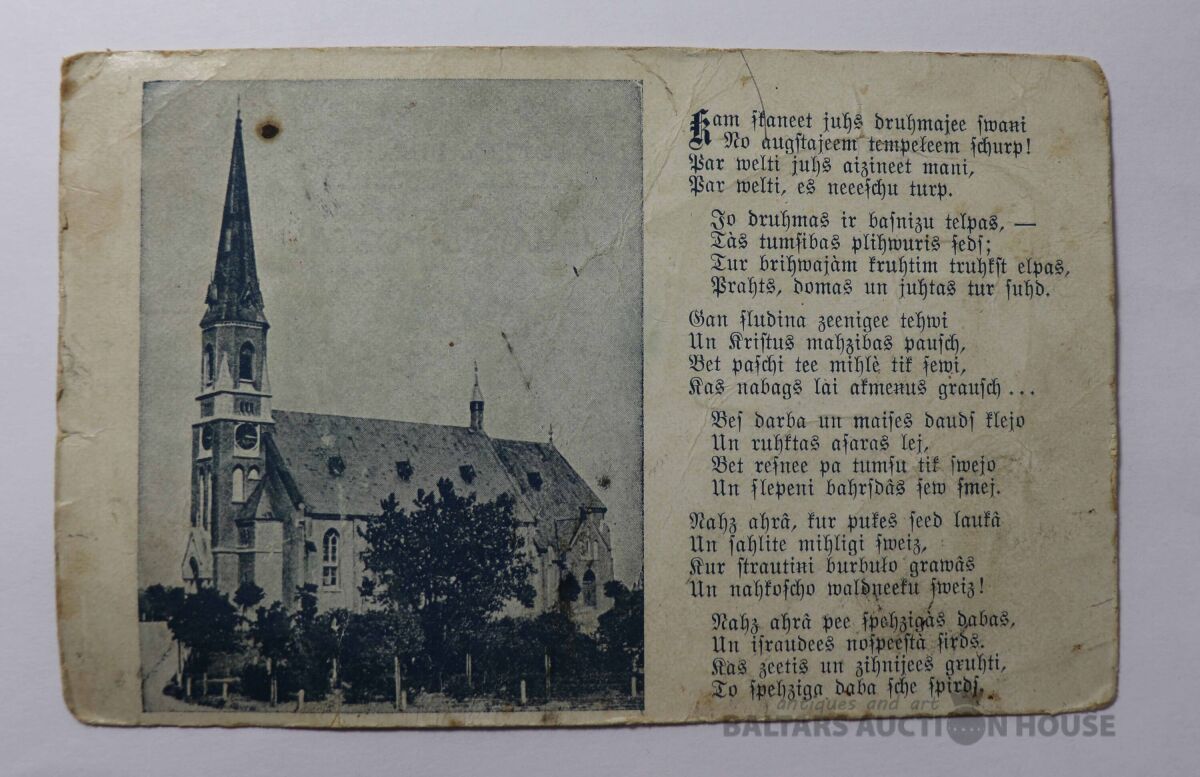 Kam ſkaneet juhs druhmajee ſwani
No augſtajeem tempeleem ſchurp!
Par welti juhs aizineet mani,
Par welti, es neeeſchu turp.
Jo druhmas ir baſnizu telpas, —
Tàs tumſibas plihwuris ſedſ;
Tur brihwajàm kruhtim truhkſt elpas,
Prahts, domas un juhtas tur ſuhd.
Gan ſludina zeenigee tehwi
Un Kriſtus mahzibas pauſch,
Bet paſchi tee mihlè tik ſewi,
Kas nabags lai akmenus grauſch ...
Beſ darba un maiſes daudſ klejo
Un ruhktas aſaras lej,
Bet reſnee pa tumſu tik ſwejo
Un ſlepeni bahrſdâs ſew ſmej.
Nahz ahrâ, kur pukes ſeed laukâ
Un ſahlite mihligi ſweiz,
Kur ſtrautini burbulo grawâs
Un nahkoſcho waldneeku ſweiz!
Nahz ahrâ pee ſpehzigàs dabas,
Un iſraudees noſpeeſtà ſirds.
Kas zeetis un zihnijees gruhti,
To ſpehziga daba ſche ſpirdſ.
antiques and art
BALTARS AUCTION HOUSE